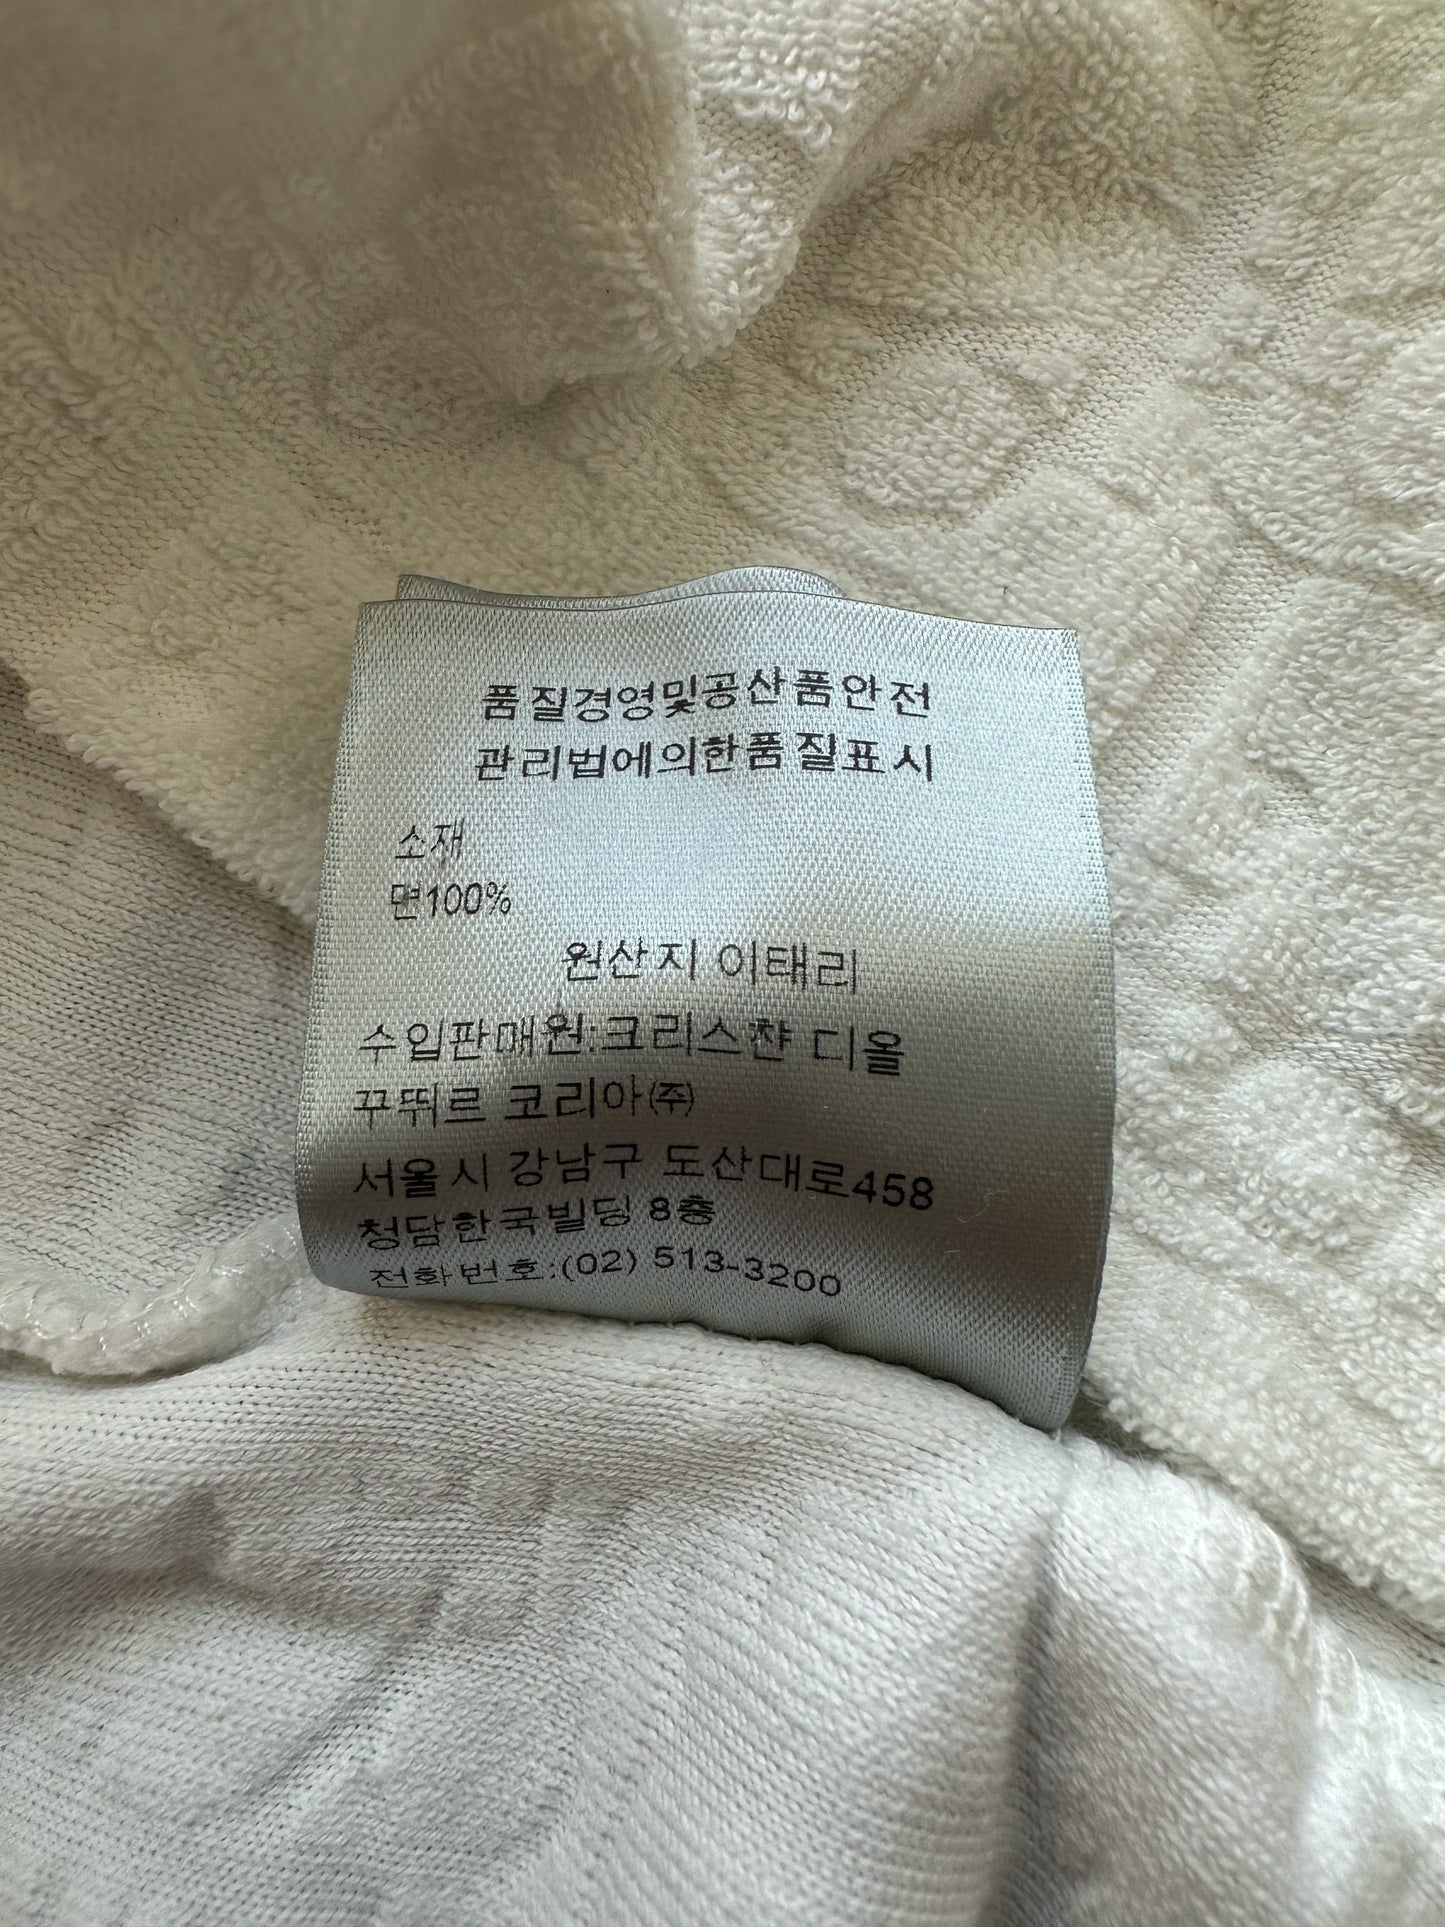 품질경영및공산품안전
관리법에의한품질표시
소재
면100%
원산지 이태리
수입판매원:크리스챤 디올
꾸뛰르 코리아㈜
서울시 강남구 도산대로458
청담한국빌딩 8층
전화번호:(02) 513-3200